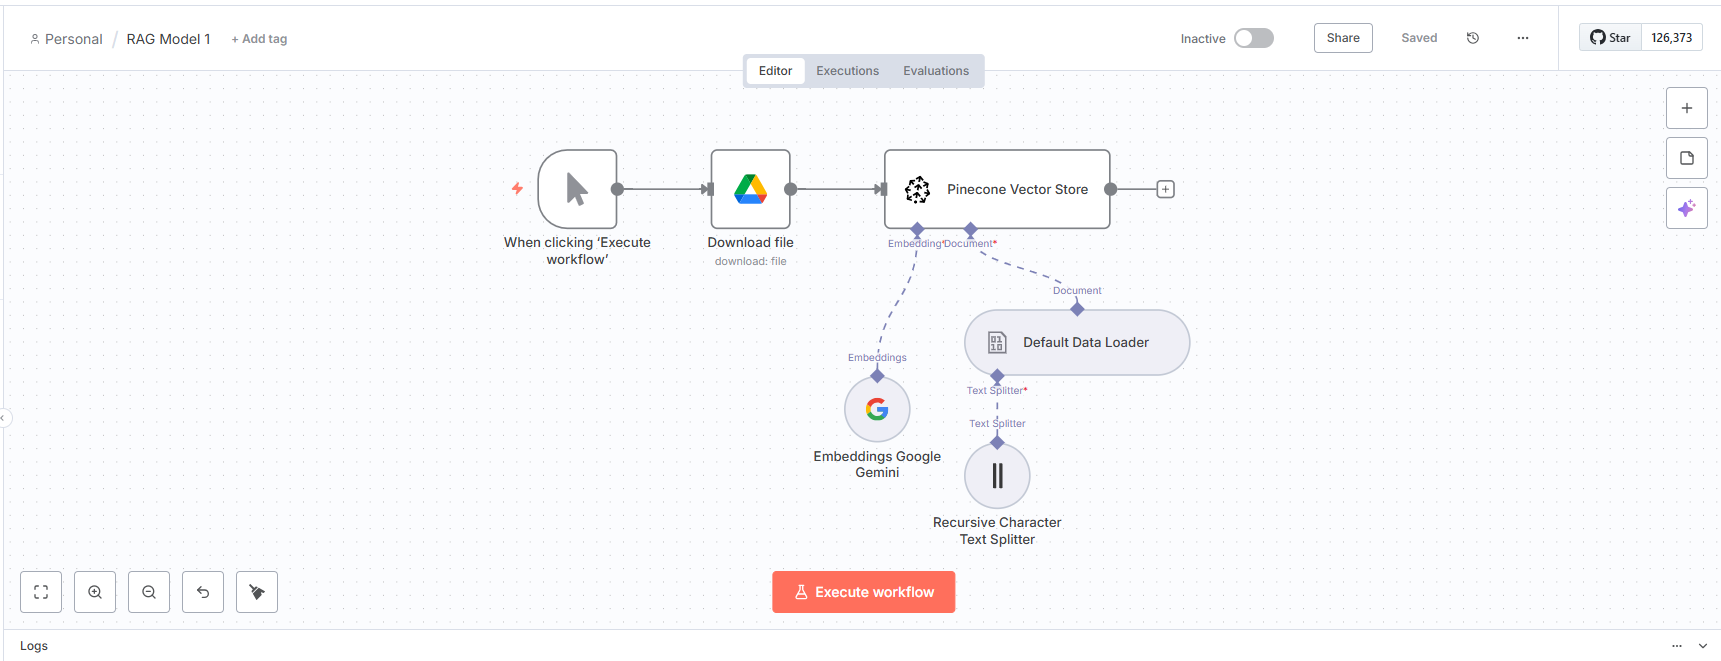 Personal / RAG Model 1 + Add tag
Inactive
Share
Saved
Star 126,373
Editor Executions Evaluations
When clicking ‘Execute
workflow’
Download file
download: file
Pinecone Vector Store
Embedding*
Document*
Document
Default Data Loader
Embeddings
Text Splitter*
Text Splitter
Embeddings Google
Gemini
Recursive Character
Text Splitter
Execute workflow
Logs